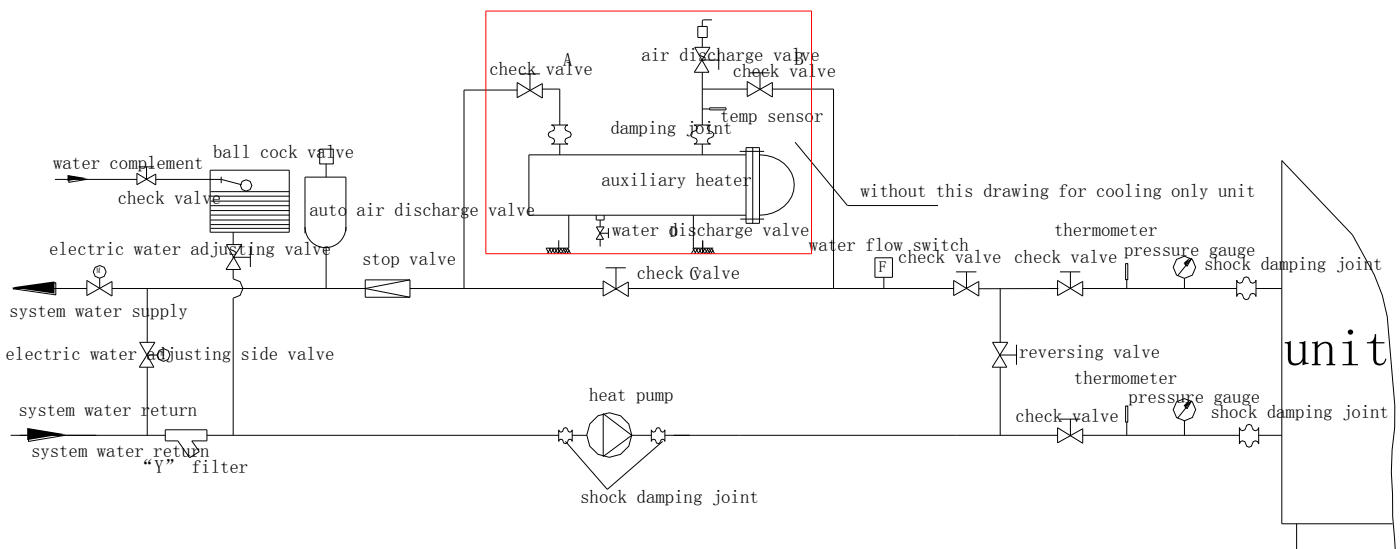 air discharge valve
A
B
check valve
check valve
temp sensor
damping joint
ball cock valve
water complement
check valve
auxiliary heater
without this drawing for cooling only unit
auto air discharge valve
water discharge valve
D
electric water adjusting valve
stop valve
check valve
C
water flow switch
F
check valve
thermometer
check valve
pressure gauge
shock damping joint
system water supply
electric water adjusting side valve
reversing valve
unit
thermometer
heat pump
pressure gauge
system water return
check valve
shock damping joint
system water return
“Y” filter
shock damping joint